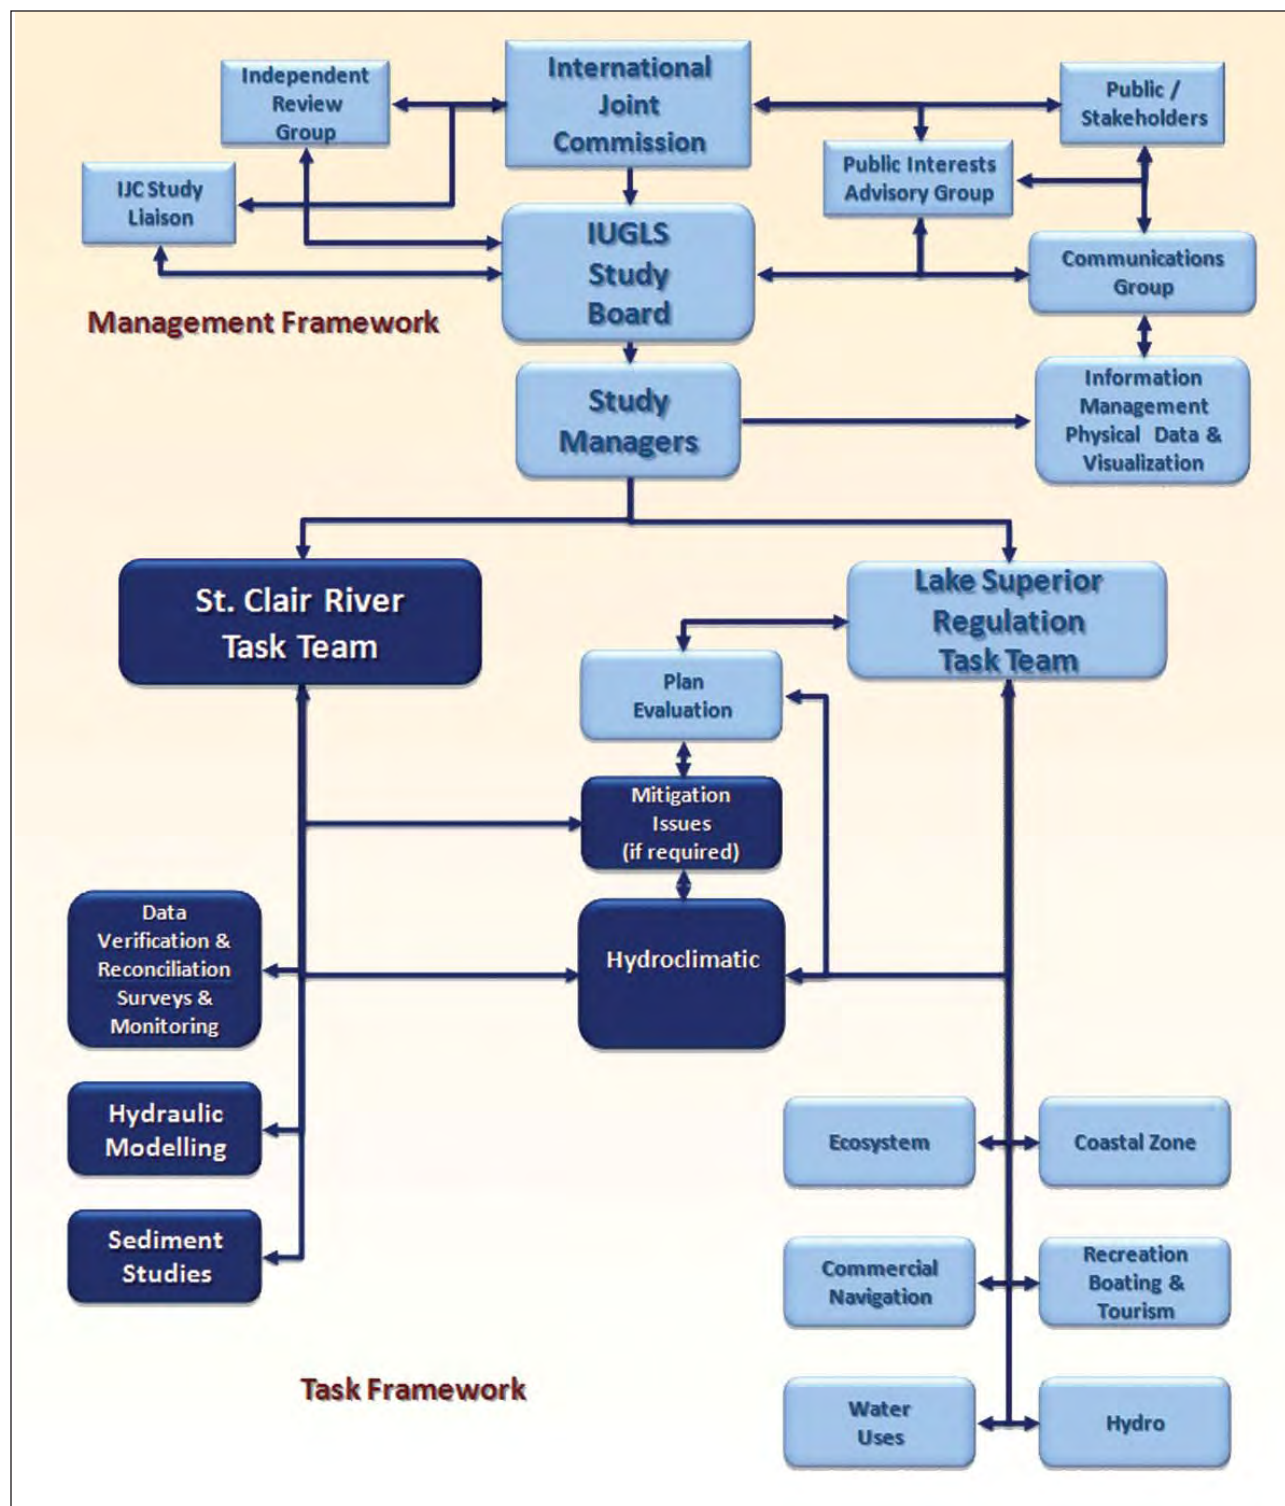 International
Joint
Commission
Independent
Review
Group
Public /
Stakeholders
Public Interests
Advisory Group
IJC Study
Liaison
IUGLS
Study
Board
Communications
Group
Management Framework
Study
Managers
Information
Management
Physical Data &
Visualization
St. Clair River
Task Team
Lake Superior
Regulation
Task Team
Plan
Evaluation
Mitigation
Issues
(if required)
Data
Verification &
Reconciliation
Surveys &
Monitoring
Hydroclimatic
Hydraulic
Modelling
Ecosystem
Coastal Zone
Sediment
Studies
Commercial
Navigation
Recreation
Boating &
Tourism
Task Framework
Water
Uses
Hydro